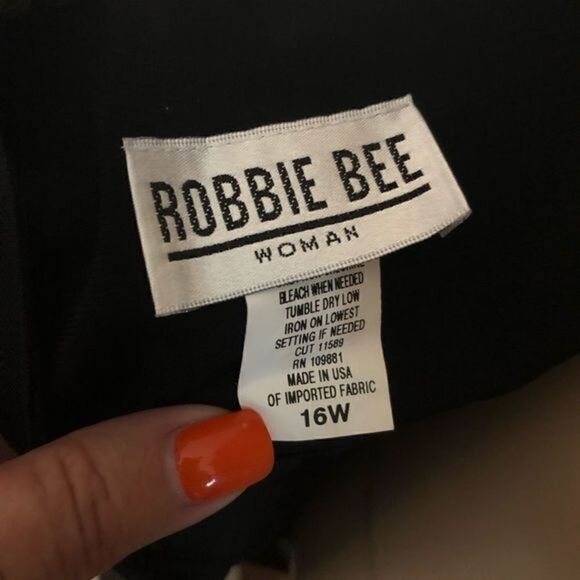 ROBBIE BEE
WOMAN
BLEACH WHEN NEEDED
TUMBLE DRY LOW
IRON ON LOWEST
SETTING IF NEEDED
CUT 11589
RN 109881
MADE IN USA
OF IMPORTED FABRIC
16W